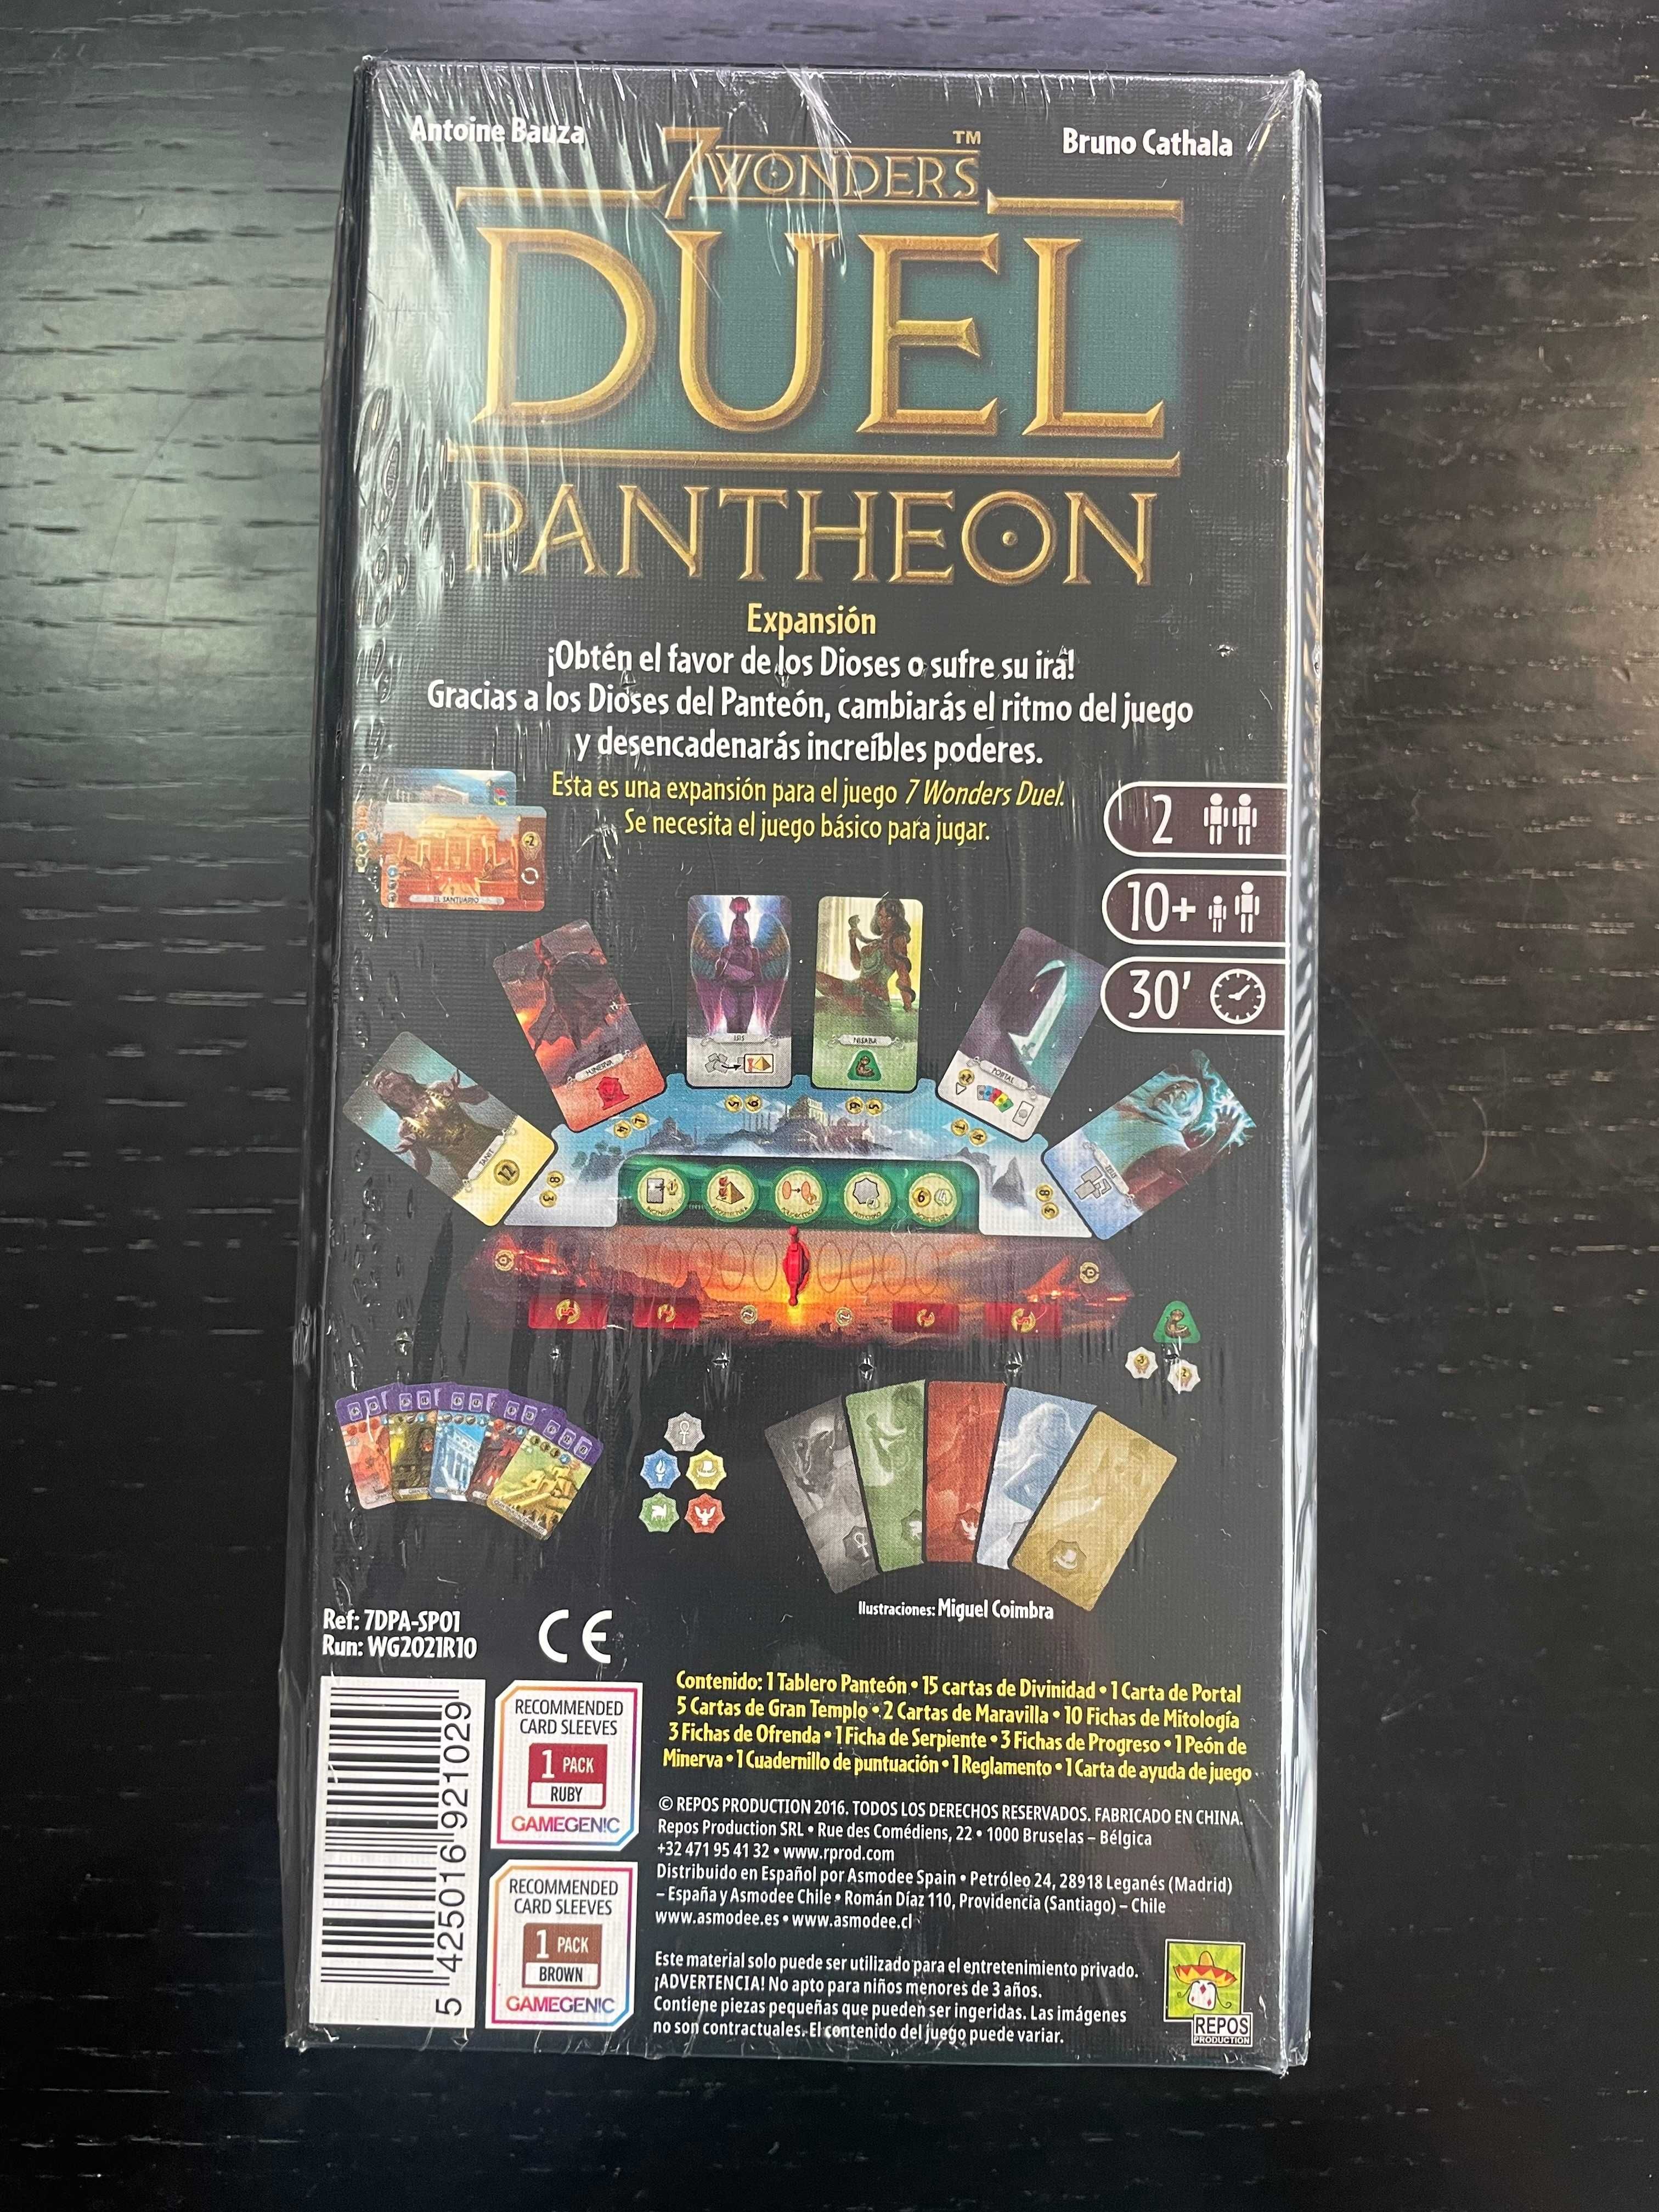 Antoine Bauza
7 WONDERS™
Bruno Cathala
DUEL
PANTHEON
Expansión
¡Obtén el favor de los Dioses o sufre su ira!
Gracias a los Dioses del Panteón, cambiarás el ritmo del juego
y desencadenarás increíbles poderes.
Esta es una expansión para el juego 7 Wonders Duel.
Se necesita el juego básico para jugar.
2
10+
30'
EL SANTUARIO
MINERVA
ISIS
NISABA
PORTAL
TANIT
12
ZEUS
Ilustraciones: Miguel Coimbra
Ref: 7DPA-SP01
Run: WG2021R10
CE
5 425016 921029
RECOMMENDED
CARD SLEEVES
1 PACK
RUBY
GAMEGENIC
RECOMMENDED
CARD SLEEVES
1 PACK
BROWN
GAMEGENIC
Contenido: 1 Tablero Panteón • 15 cartas de Divinidad • 1 Carta de Portal
5 Cartas de Gran Templo • 2 Cartas de Maravilla • 10 Fichas de Mitología
3 Fichas de Ofrenda • 1 Ficha de Serpiente • 3 Fichas de Progreso • 1 Peón de
Minerva • 1 Cuadernillo de puntuación • 1 Reglamento • 1 Carta de ayuda de juego
© REPOS PRODUCTION 2016. TODOS LOS DERECHOS RESERVADOS. FABRICADO EN CHINA.
Repos Production SRL • Rue des Comédiens, 22 • 1000 Bruselas – Bélgica
+32 471 95 41 32 • www.rprod.com
Distribuido en Español por Asmodee Spain • Petróleo 24, 28918 Leganés (Madrid)
– España y Asmodee Chile • Román Díaz 110, Providencia (Santiago) – Chile
www.asmodee.es • www.asmodee.cl
Este material solo puede ser utilizado para el entretenimiento privado.
¡ADVERTENCIA! No apto para niños menores de 3 años.
Contiene piezas pequeñas que pueden ser ingeridas. Las imágenes
no son contractuales. El contenido del juego puede variar.
REPOS
PRODUCTION